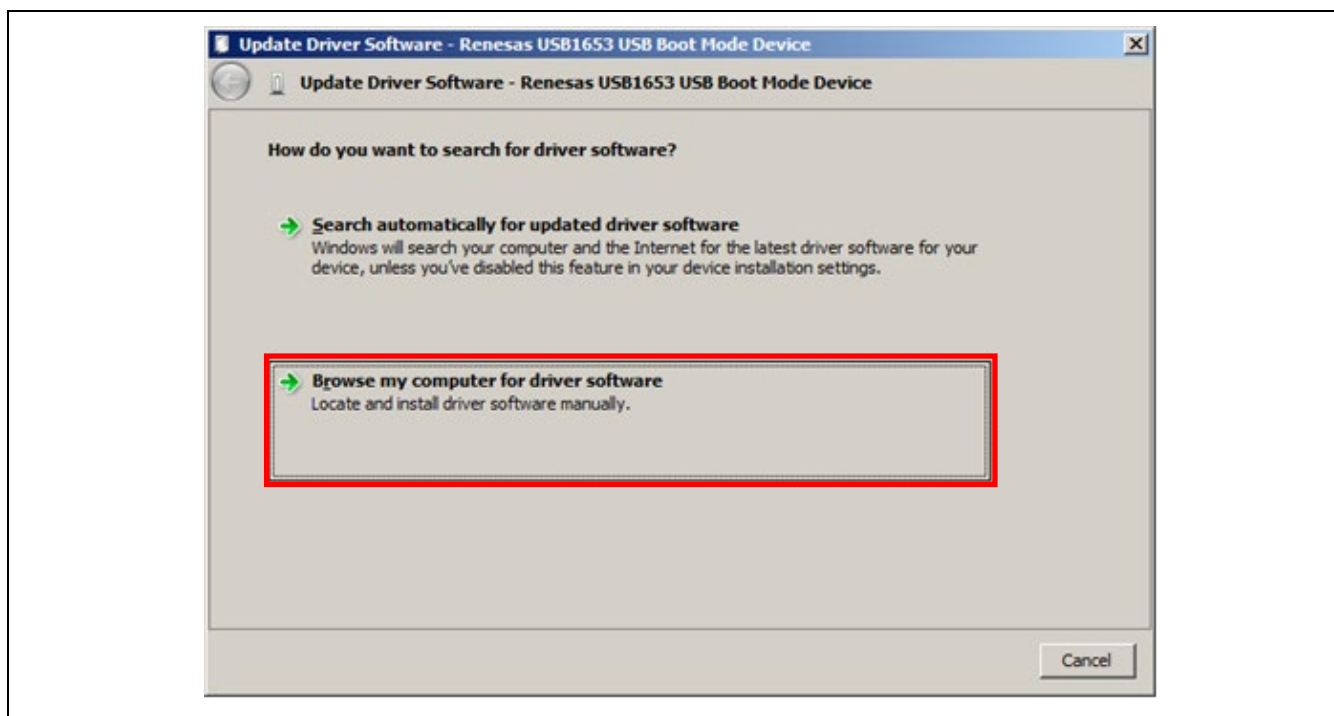 Update Driver Software - Renesas USB1653 USB Boot Mode Device
Update Driver Software - Renesas USB1653 USB Boot Mode Device
How do you want to search for driver software?
Search automatically for updated driver software
Windows will search your computer and the Internet for the latest driver software for your
device, unless you've disabled this feature in your device installation settings.
Browse my computer for driver software
Locate and install driver software manually.
Cancel